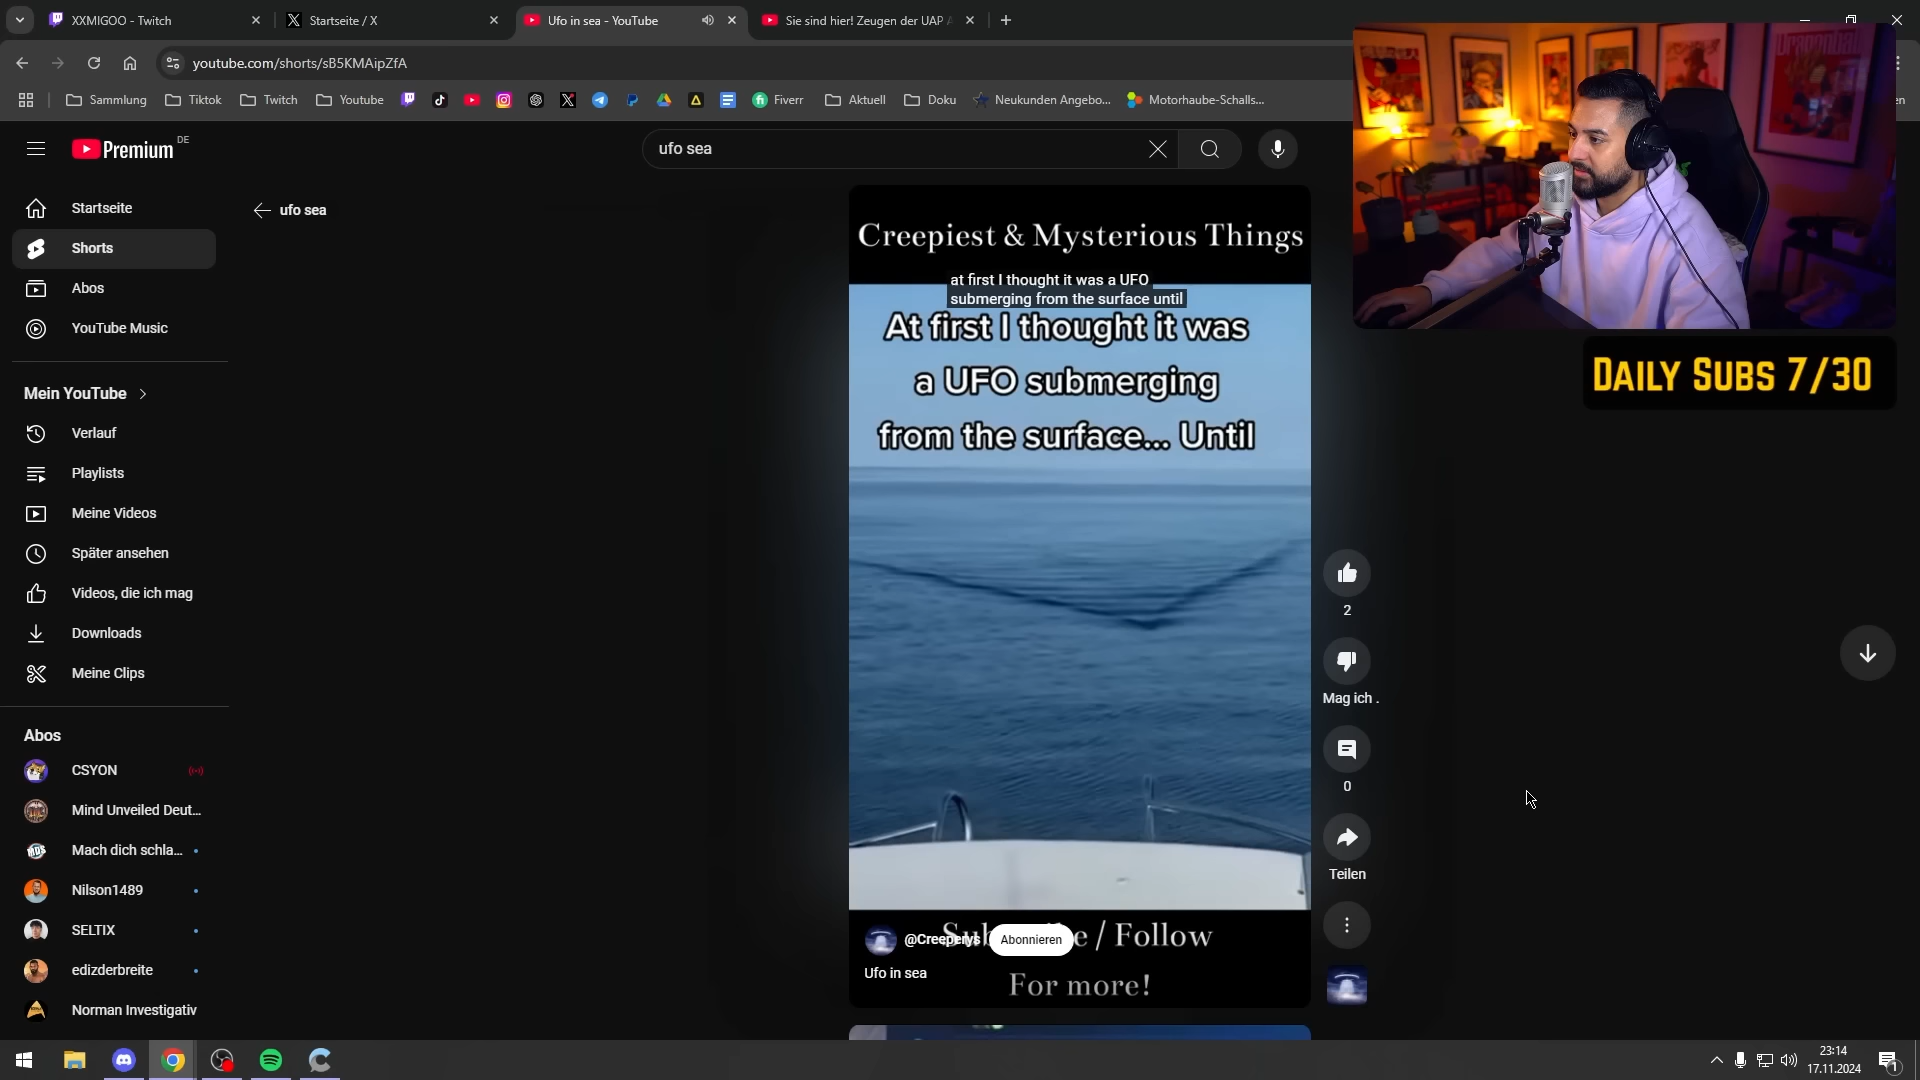 XXMIGOO - Twitch
Startseite / X
Ufo in sea - YouTube
Sie sind hier! Zeugen der UAP
youtube.com/shorts/sB5KMAipZfA
Sammlung
Tiktok
Twitch
Youtube
Fiverr
Aktuell
Doku
Neukunden Angebo...
Motorhaube-Schalls...
en
Premium
DE
ufo sea
Startseite
Shorts
Abos
YouTube Music
Mein YouTube
Verlauf
Playlists
Meine Videos
Später ansehen
Videos, die ich mag
Downloads
Meine Clips
Abos
CSYON
Mind Unveiled Deut...
Mach dich schla...
Nilson1489
SELTIX
edizderbreite
Norman Investigativ
ufo sea
Creepiest & Mysterious Things
at first I thought it was a UFO
submerging from the surface until
At first I thought it was
a UFO submerging
from the surface... Until
@Creeperys
Abonnieren
/ Follow
Ufo in sea
For more!
2
Mag ich .
0
Teilen
DAILY SUBS 7/30
23:14
17.11.2024
1